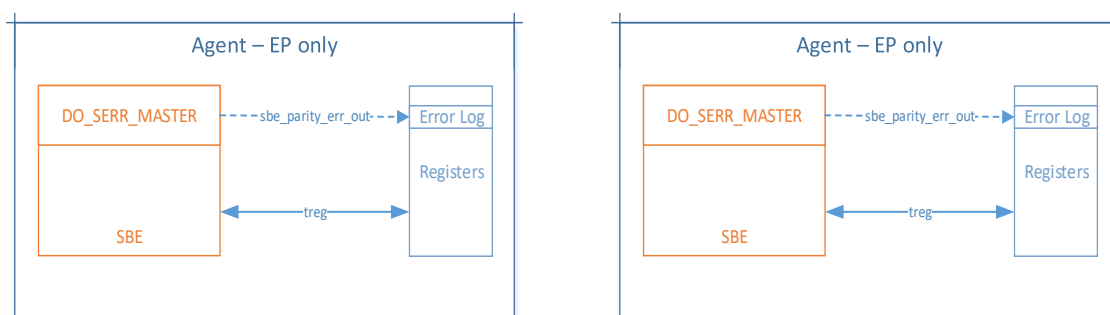 Agent – EP only
DO_SERR_MASTER
sbe_parity_err_out
Error Log
Registers
treg
SBE
Agent – EP only
DO_SERR_MASTER
sbe_parity_err_out
Error Log
Registers
treg
SBE